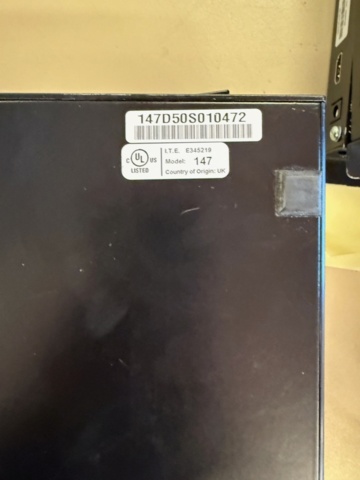 147D50S010472
I.T.E. E345219
C UL US
Model: 147
LISTED
Country of Origin: UK